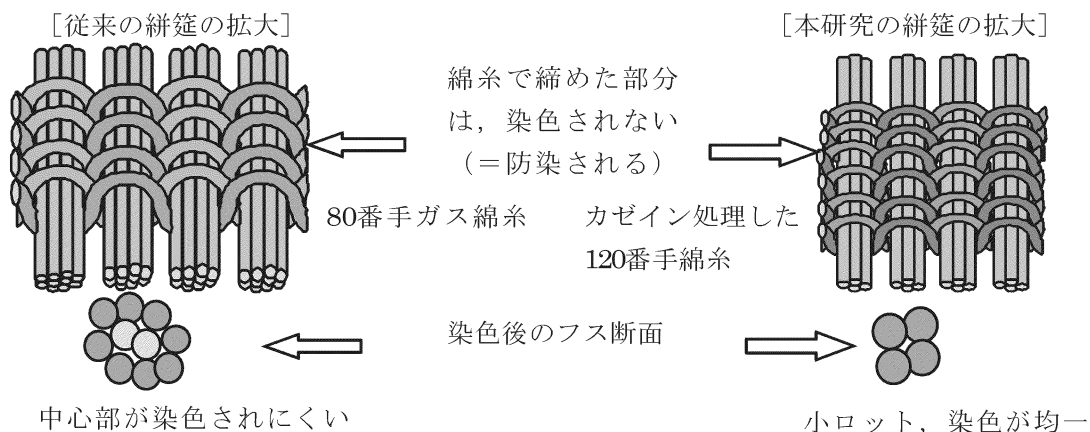 [従来の絣筵の拡大]
[本研究の絣筵の拡大]
綿糸で締めた部分
は，染色されない
（＝防染される）
80番手ガス綿糸
カゼイン処理した
120番手綿糸
染色後のフス断面
中心部が染色されにくい
小ロット，染色が均一